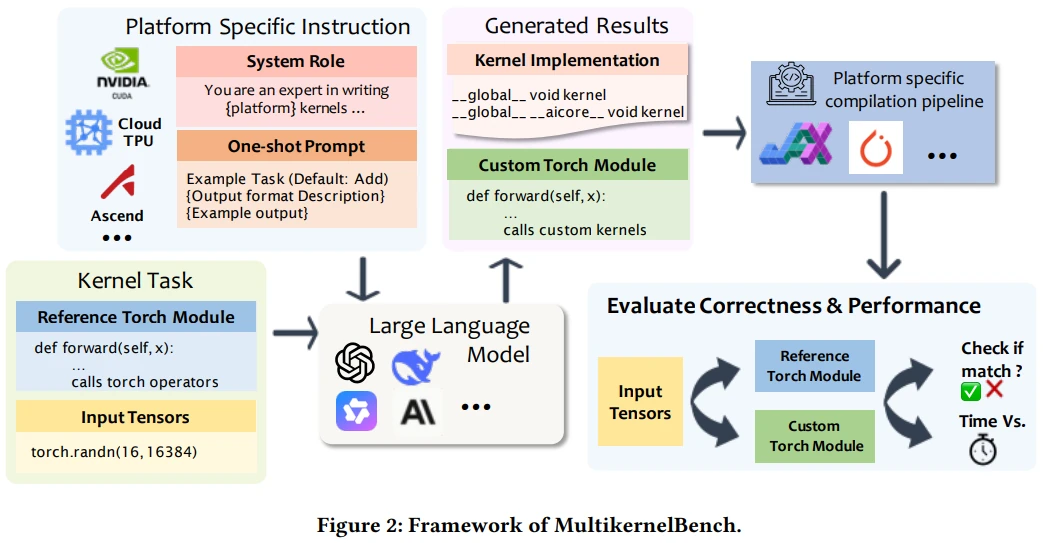 Platform Specific Instruction
NVIDIA.
CUDA
Cloud
TPU
Ascend
...
System Role
You are an expert in writing
{platform} kernels ...
One-shot Prompt
Example Task (Default: Add)
{Output format Description}
{Example output}
Generated Results
Kernel Implementation
__global__ void kernel
__global__ __aicore__ void kernel
Custom Torch Module
def forward(self, x):
...
calls custom kernels
Platform specific
compilation pipeline
JAX
...
Kernel Task
Reference Torch Module
def forward(self, x):
...
calls torch operators
Input Tensors
torch.randn(16, 16384)
Large Language
Model
AI
...
Evaluate Correctness & Performance
Input
Tensors
Reference
Torch Module
Custom
Torch Module
Check if
match ?
Time Vs.
Figure 2: Framework of MultikernelBench.